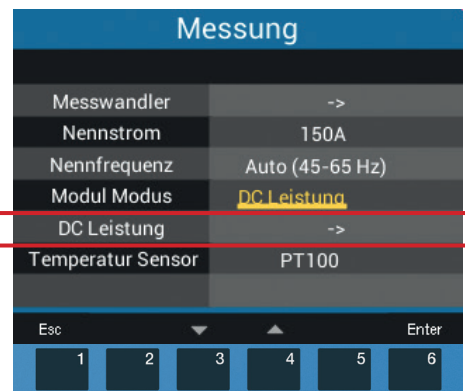 Messung
Messwandler ->
Nennstrom 150A
Nennfrequenz Auto (45-65 Hz)
Modul Modus DC Leistung
DC Leistung ->
Temperatur Sensor PT100
Esc Enter
1 2 3 4 5 6